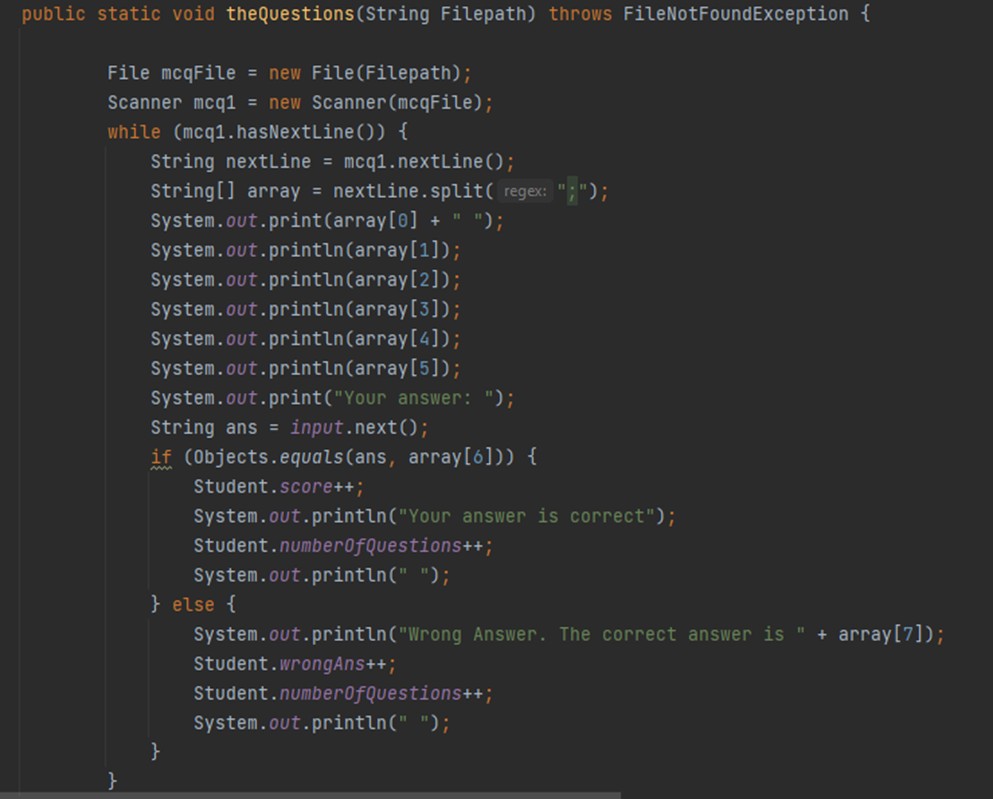 public static void theQuestions(String Filepath) throws FileNotFoundException {
File mcqFile = new File(Filepath);
Scanner mcq1 = new Scanner(mcqFile);
while (mcq1.hasNextLine()) {
String nextLine = mcq1.nextLine();
String[] array = nextLine.split( regex: ";");
System.out.print(array[0] + " ");
System.out.println(array[1]);
System.out.println(array[2]);
System.out.println(array[3]);
System.out.println(array[4]);
System.out.println(array[5]);
System.out.print("Your answer: ");
String ans = input.next();
if (Objects.equals(ans, array[6])) {
Student.score++;
System.out.println("Your answer is correct");
Student.numberOfQuestions++;
System.out.println(" ");
} else {
System.out.println("Wrong Answer. The correct answer is " + array[7]);
Student.wrongAns++;
Student.numberOfQuestions++;
System.out.println(" ");
}
}